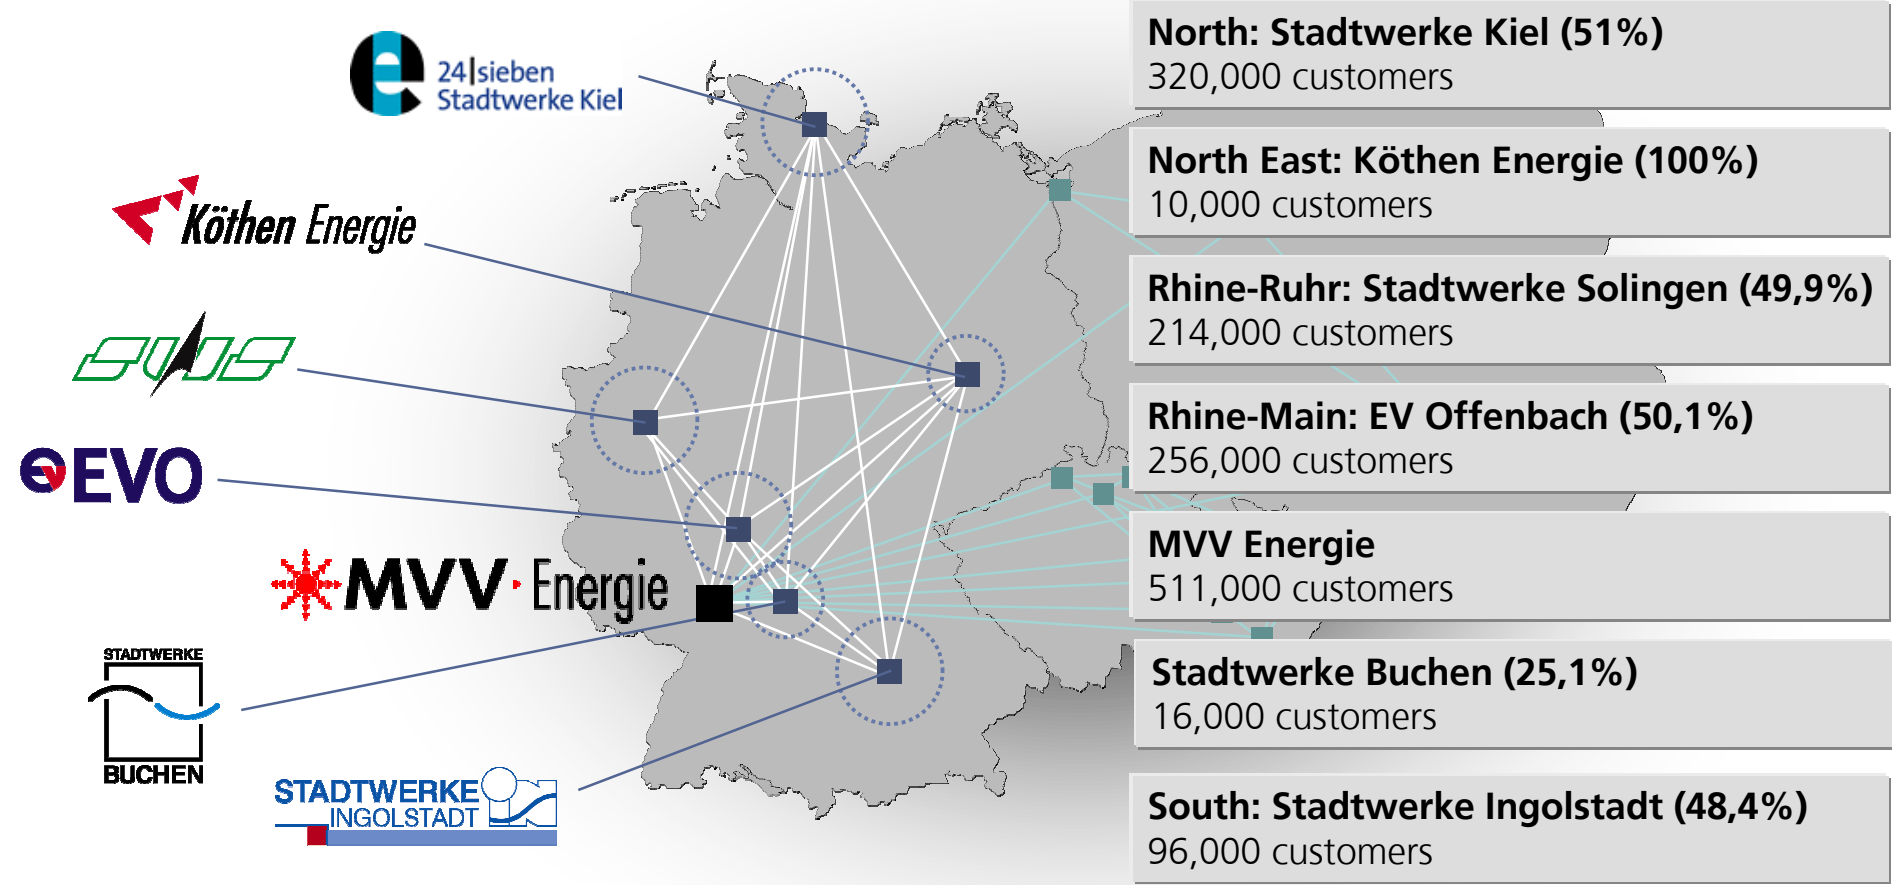 24|sieben
Stadtwerke Kiel
Köthen Energie
SWS
EVO
MVV Energie
STADTWERKE
BUCHEN
STADTWERKE
INGOLSTADT
North: Stadtwerke Kiel (51%)
320,000 customers
North East: Köthen Energie (100%)
10,000 customers
Rhine-Ruhr: Stadtwerke Solingen (49,9%)
214,000 customers
Rhine-Main: EV Offenbach (50,1%)
256,000 customers
MVV Energie
511,000 customers
Stadtwerke Buchen (25,1%)
16,000 customers
South: Stadtwerke Ingolstadt (48,4%)
96,000 customers